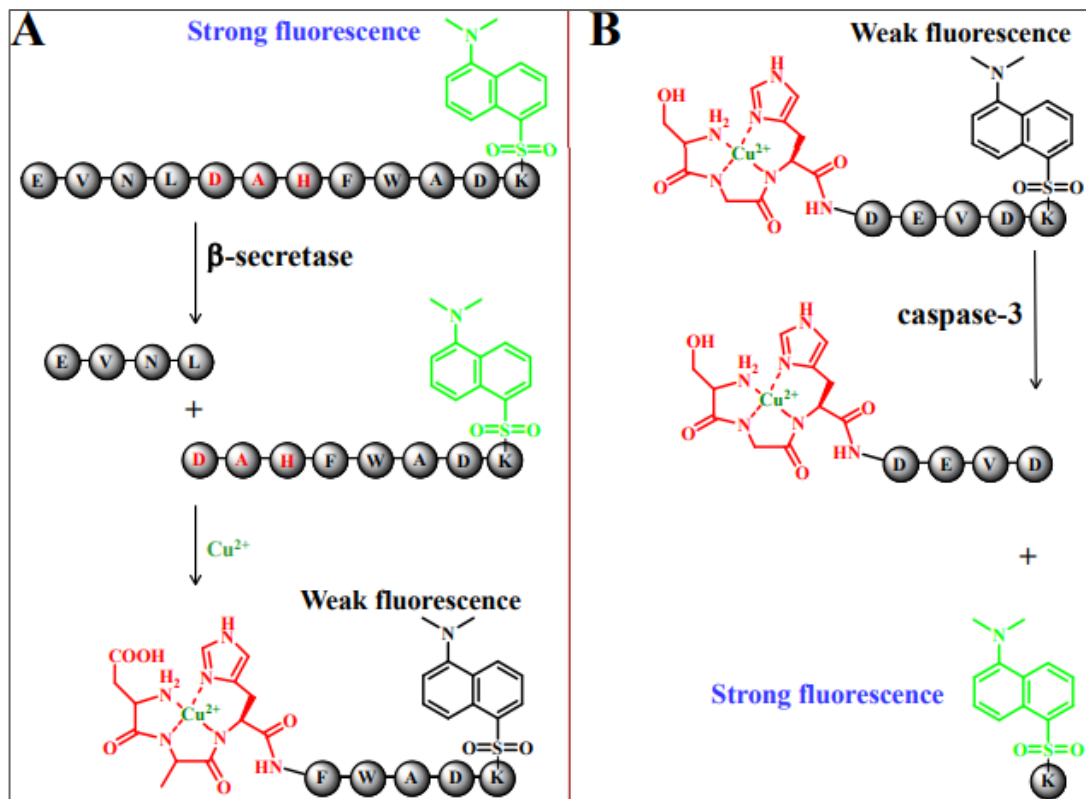 A
Strong fluorescence
N
O=S=O
E V N L D A H F W A D K
β-secretase
E V N L
+
N
O=S=O
D A H F W A D K
Cu²⁺
Weak fluorescence
N
H
N
COOH
H₂
N
N
Cu²⁺
O
N
N
O
O
HN
O=S=O
F W A D K
B
Weak fluorescence
N
H
N
OH
H₂
N
N
Cu²⁺
O
N
N
O
O
HN
O=S=O
D E V D K
caspase-3
H
N
OH
H₂
N
N
Cu²⁺
O
N
N
O
O
HN
D E V D
+
Strong fluorescence
N
O=S=O
K